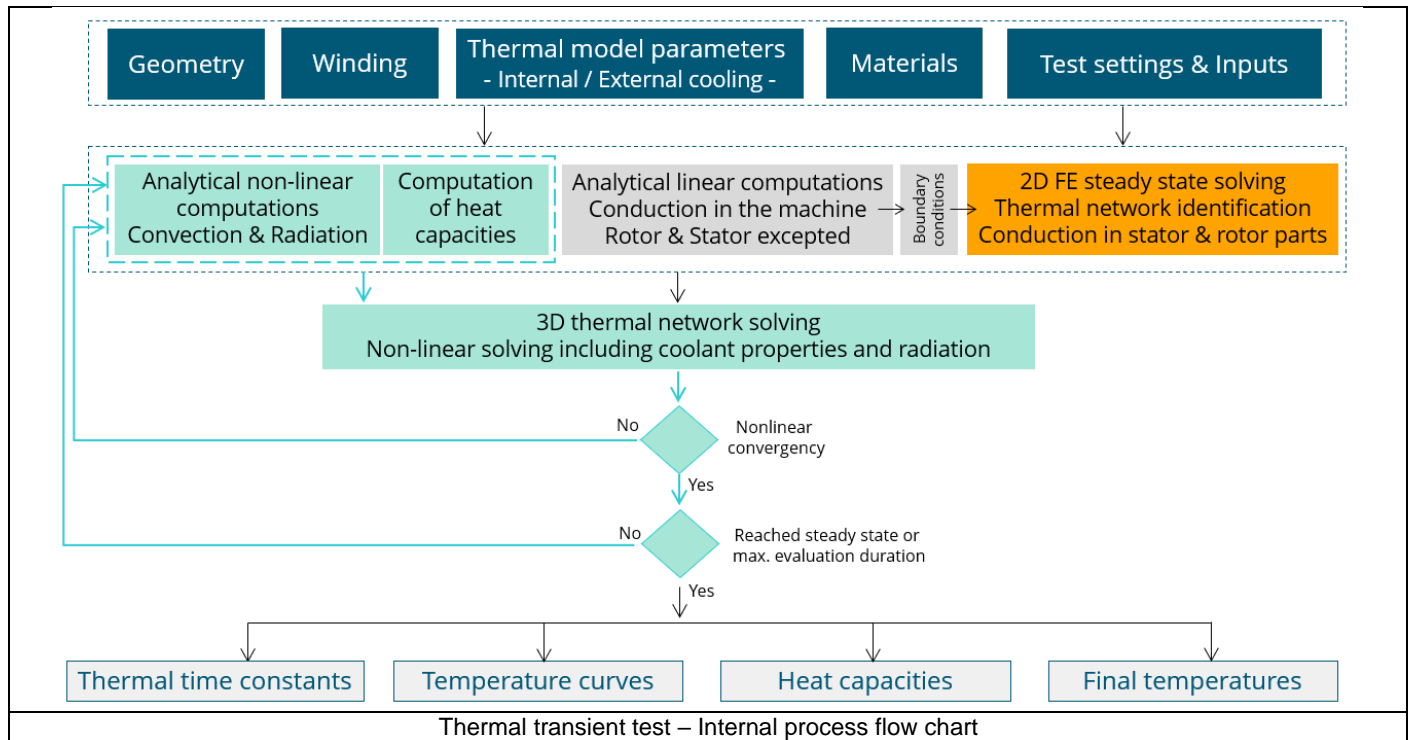 Geometry
Winding
Thermal model parameters
- Internal / External cooling -
Materials
Test settings & Inputs
Analytical non-linear
computations
Convection & Radiation
Computation
of heat
capacities
Analytical linear computations
Conduction in the machine
Rotor & Stator excepted
Boundary
conditions
2D FE steady state solving
Thermal network identification
Conduction in stator & rotor parts
3D thermal network solving
Non-linear solving including coolant properties and radiation
No
Nonlinear
convergency
Yes
No
Reached steady state or
max. evaluation duration
Yes
Thermal time constants
Temperature curves
Heat capacities
Final temperatures
Thermal transient test – Internal process flow chart